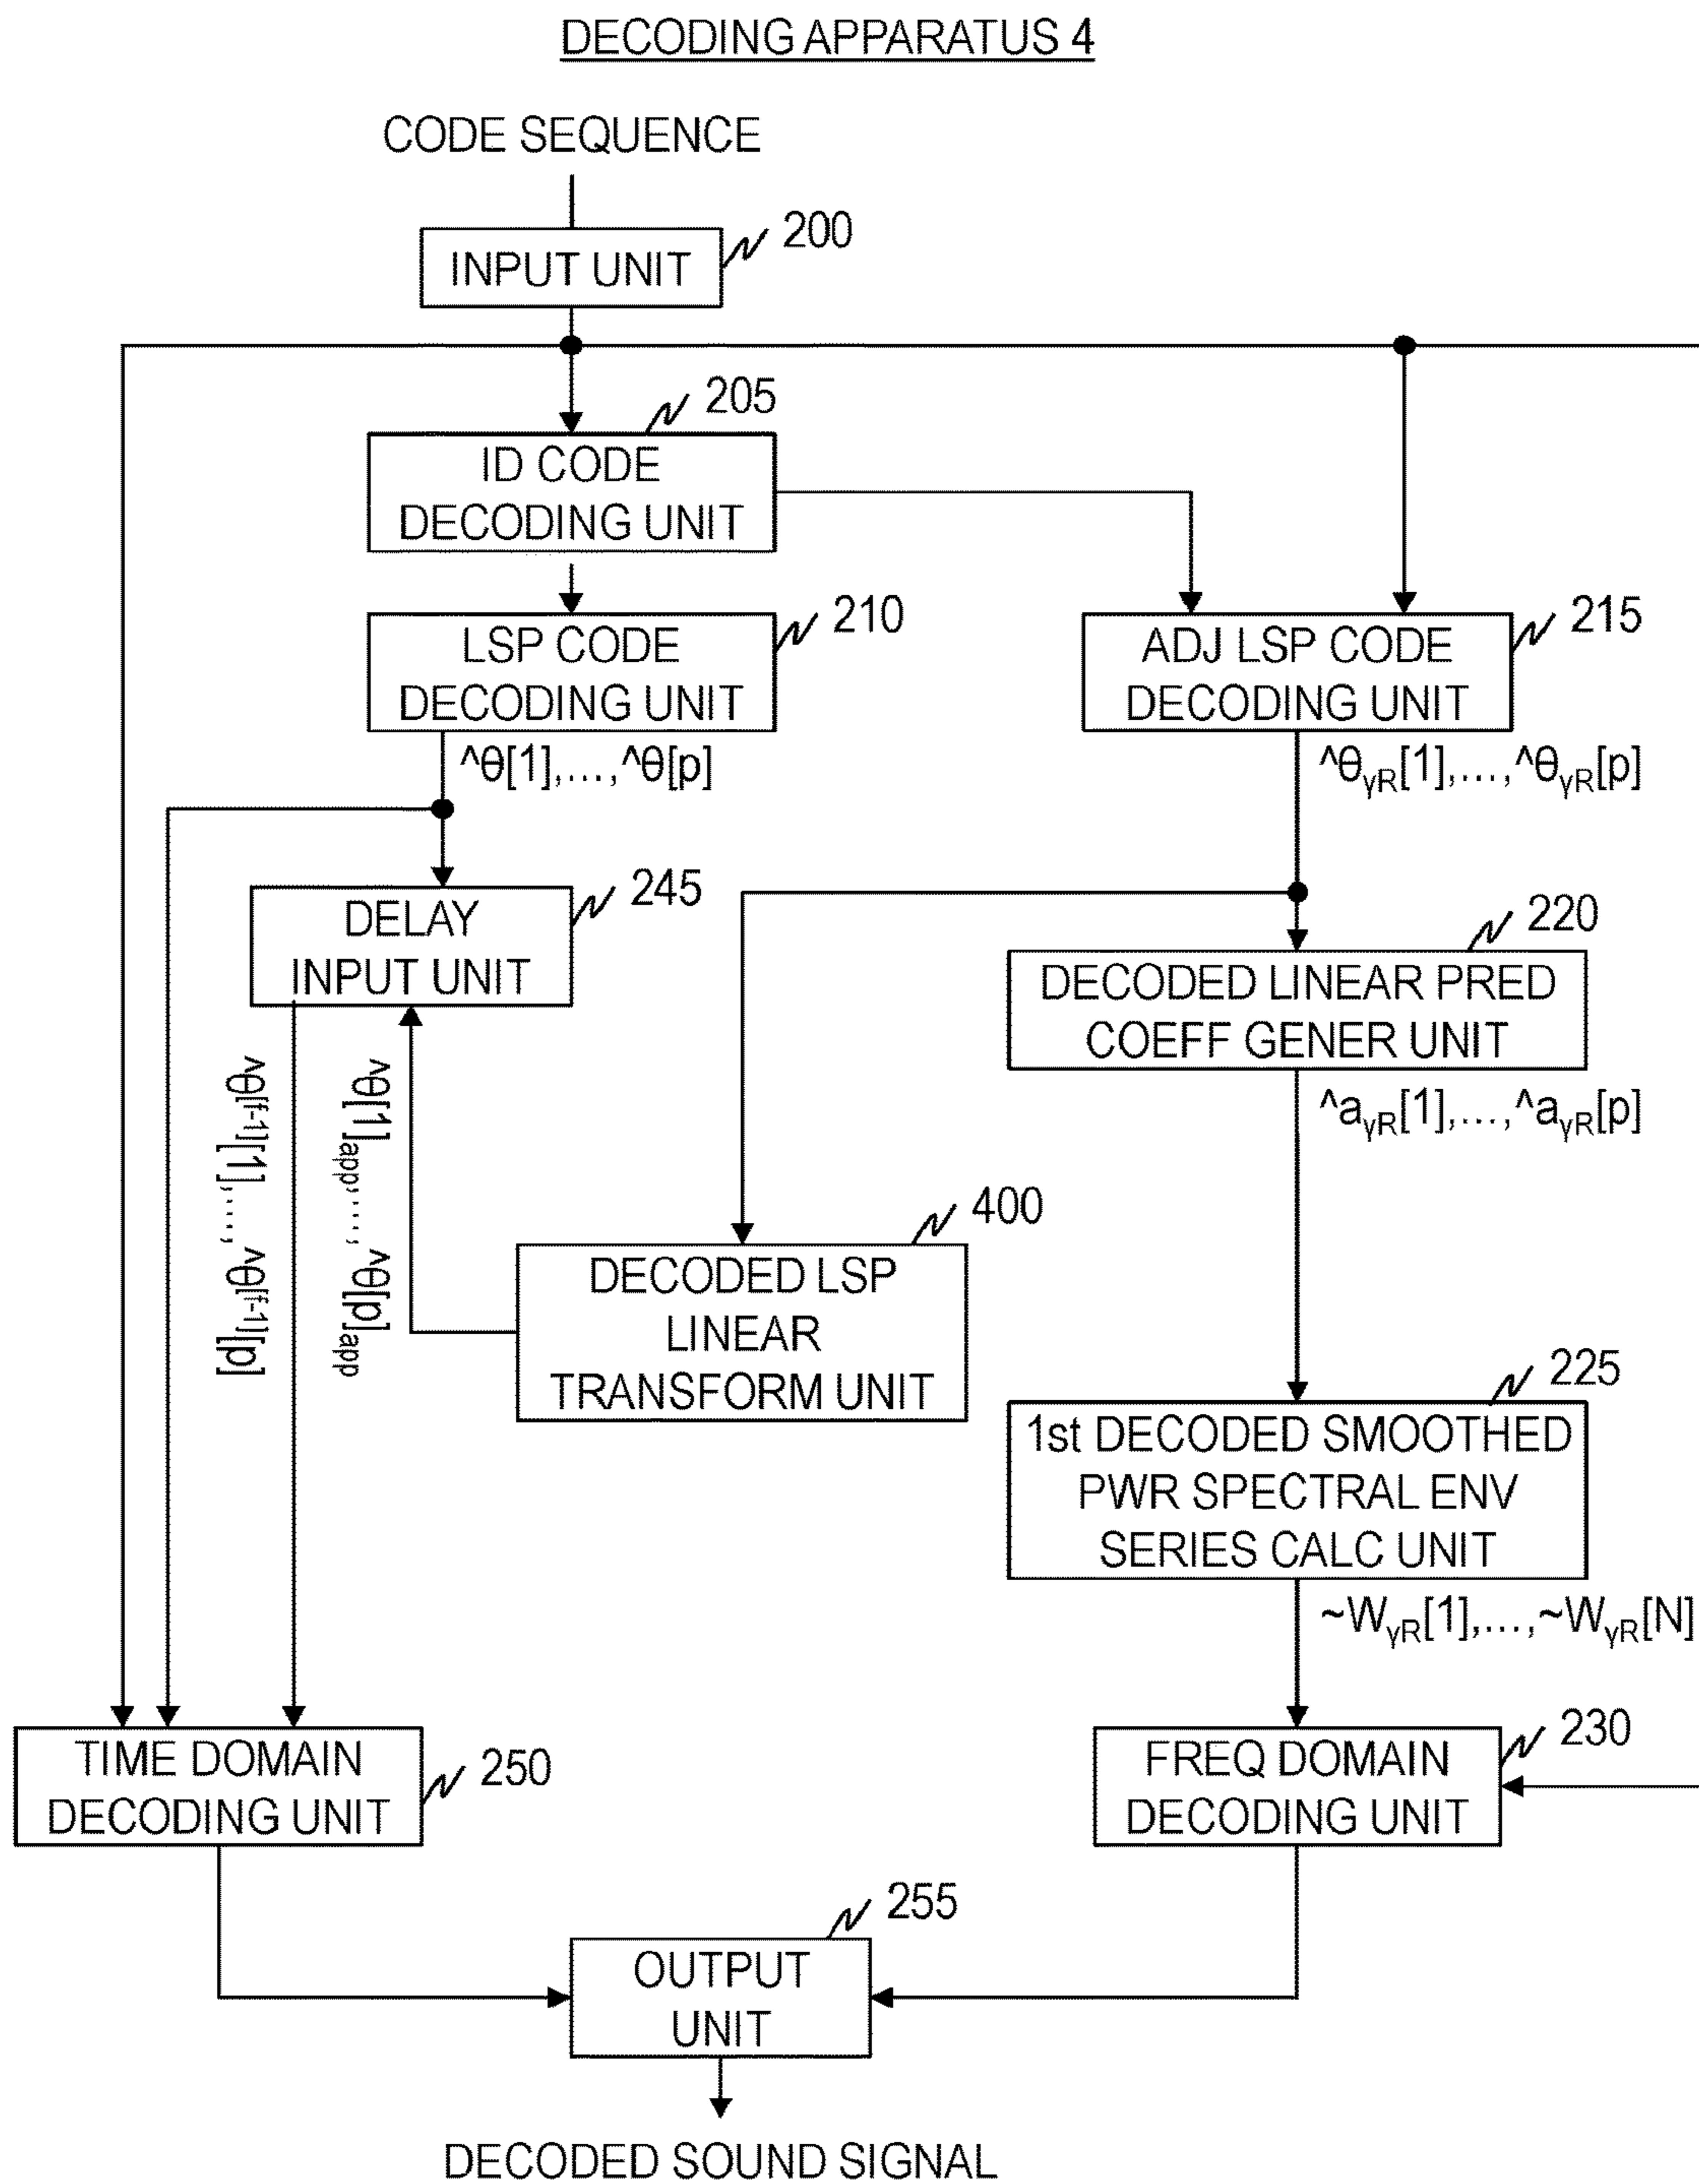 DECODING APPARATUS 4
CODE SEQUENCE
200
INPUT UNIT
205
ID CODE
DECODING UNIT
210
LSP CODE
DECODING UNIT
^θ[1],...,^θ[p]
215
ADJ LSP CODE
DECODING UNIT
^θγR[1],...,^θγR[p]
245
DELAY
INPUT UNIT
220
DECODED LINEAR PRED
COEFF GENER UNIT
^aγR[1],...,^aγR[p]
^θ[f-1][1],...., ^θ[f-1][p]
^θ[1]app,...., ^θ[p]app
400
DECODED LSP
LINEAR
TRANSFORM UNIT
225
1st DECODED SMOOTHED
PWR SPECTRAL ENV
SERIES CALC UNIT
~WγR[1],...,~WγR[N]
TIME DOMAIN
DECODING UNIT
250
230
FREQ DOMAIN
DECODING UNIT
255
OUTPUT
UNIT
DECODED SOUND SIGNAL